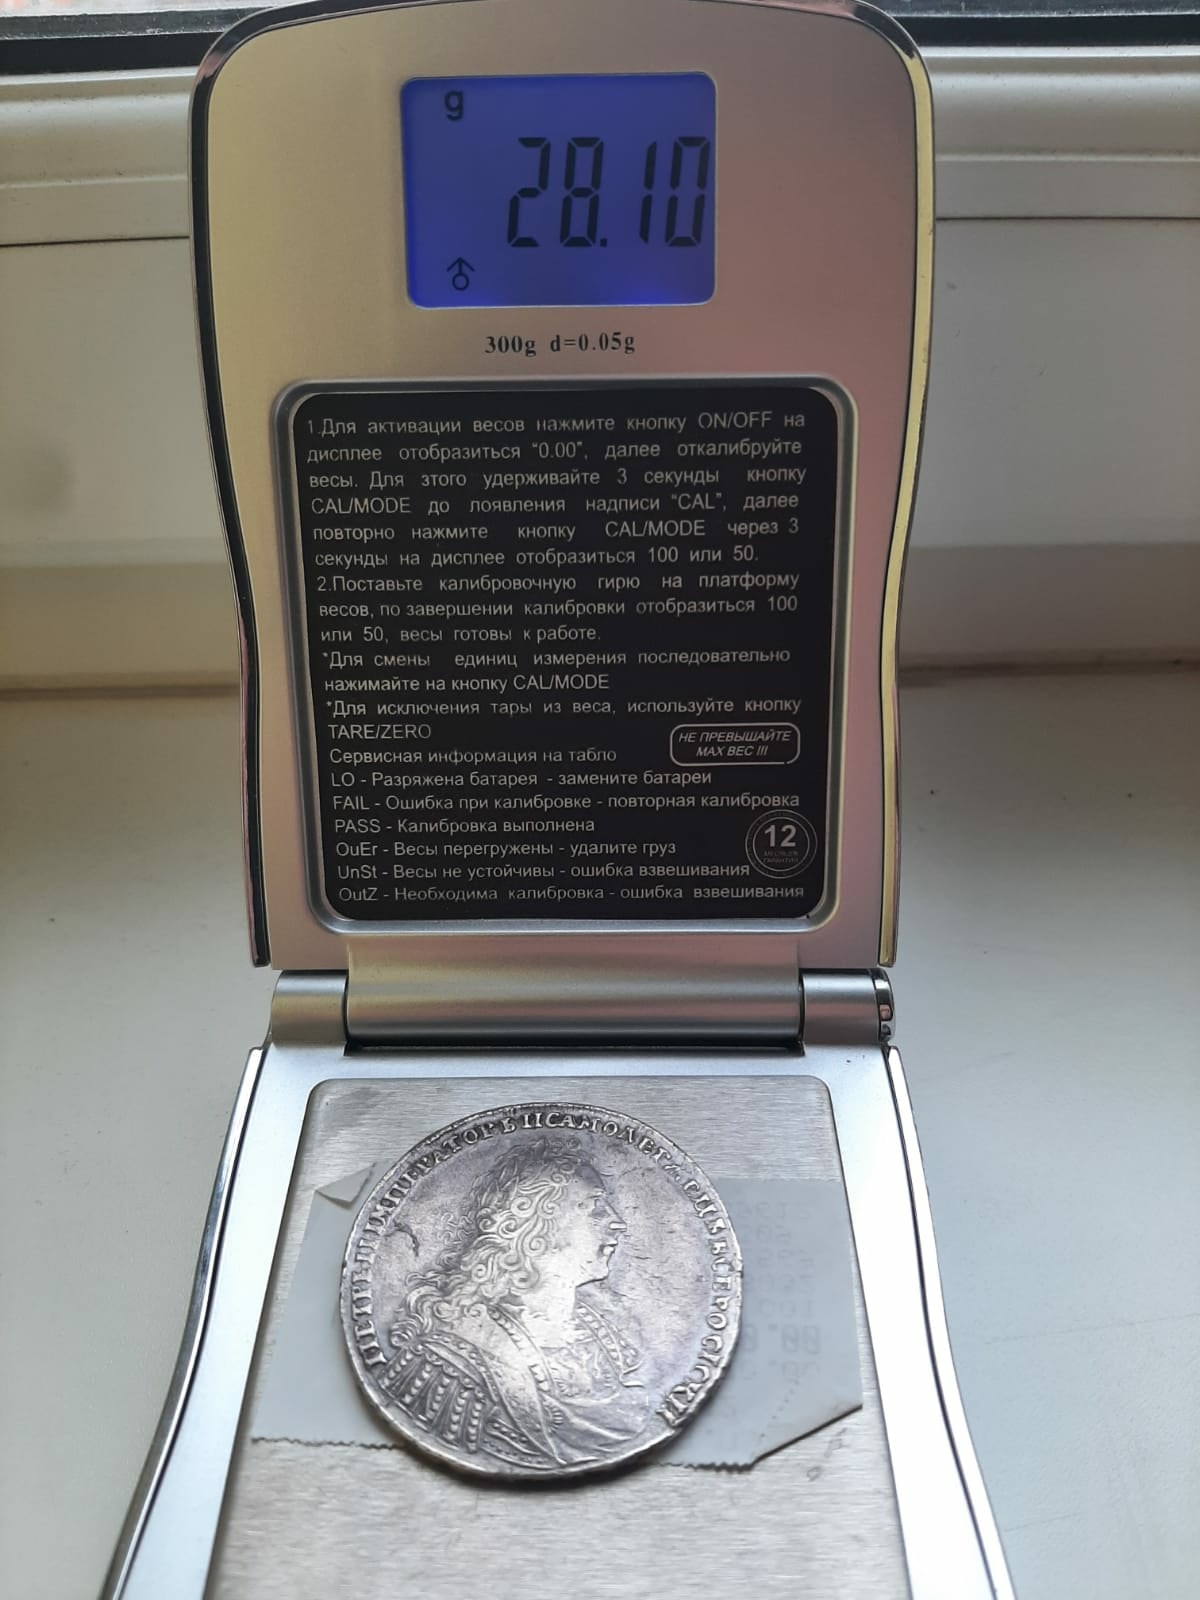 g
28.10
300g d=0.05g
1.Для активации весов нажмите кнопку ON/OFF на
дисплее отобразиться “0.00”, далее откалибруйте
весы. Для зтого удерживайте 3 секунды кнопку
CAL/MODE до лоявления надписи “CAL”, далее
повторно нажмите кнопку CAL/MODE через 3
секунды на дисплее отобразиться 100 или 50.
2.Поставьте калибровочную гирю на платформу
весов, по завершении калибровки отобразиться 100
или 50, весы готовы к работе.
*Для смены единиц измерения последовательно
нажимайте на кнопку CAL/MODE
*Для исключения тары из веса, используйте кнопку
TARE/ZERO
НЕ ПРЕВЫШАЙТЕ
MAX ВЕС !!!
Сервисная информация на табло
LO - Разряжена батарея - замените батареи
FAIL - Ошибка при калибровке - повторная калибровка
PASS - Калибровка выполнена
12
OuEr - Весы перегружены - удалите груз
UnSt - Весы не устойчивы - ошибка взвешивания
OutZ - Необходима калибровка - ошибка взвешивания
ПЕТРЬ II ИМПЕРАТОРЬ IIСАМОДЕРЖ